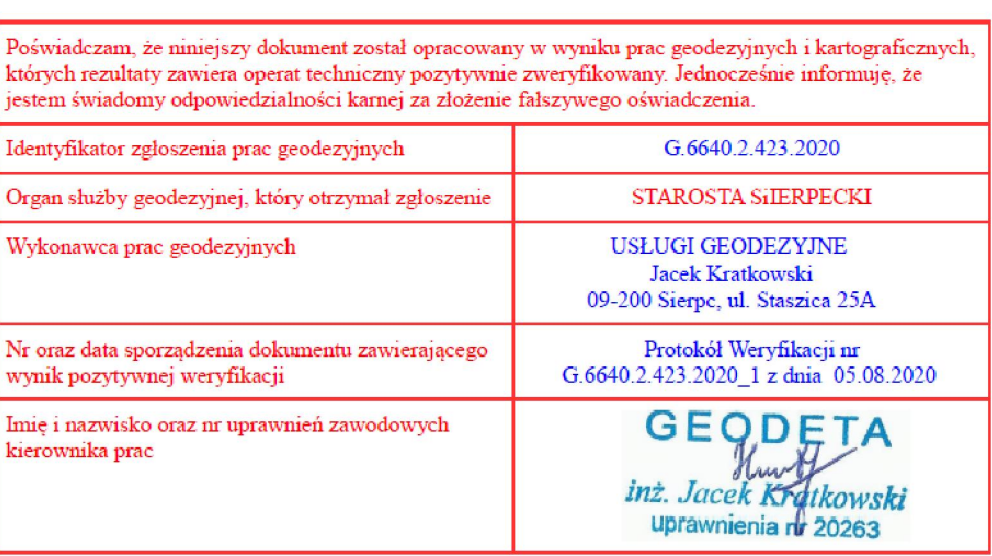 Poświadczam, że niniejszy dokument został opracowany w wyniku prac geodezyjnych i kartograficznych,
których rezultaty zawiera operat techniczny pozytywnie zweryfikowany. Jednocześnie informuję, że
jestem świadomy odpowiedzialności karnej za złożenie fałszywego oświadczenia.
Identyfikator zgłoszenia prac geodezyjnych
G.6640.2.423.2020
Organ służby geodezyjnej, który otrzymał zgłoszenie
STAROSTA SiIERPECKI
Wykonawca prac geodezyjnych
USŁUGI GEODEZYJNE
Jacek Kratkowski
09-200 Sierpc, ul. Staszica 25A
Nr oraz data sporządzenia dokumentu zawierającego
wynik pozytywnej weryfikacji
Protokół Weryfikacji nr
G.6640.2.423.2020_1 z dnia 05.08.2020
Imię i nazwisko oraz nr uprawnień zawodowych
kierownika prac
GEODETA
inż. Jacek Kratkowski
uprawnienia nr 20263